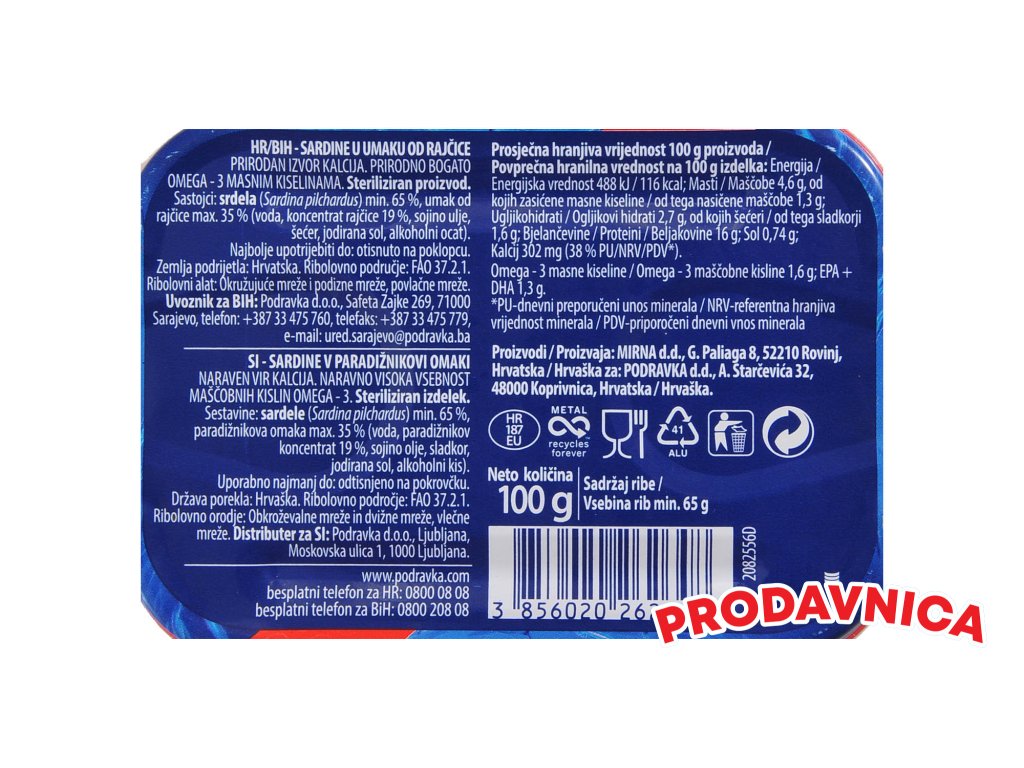 HR/BIH - SARDINE U UMAKU OD RAJČICE
PRIRODAN IZVOR KALCIJA. PRIRODNO BOGATO
OMEGA - 3 MASNIM KISELINAMA. Steriliziran proizvod.
Sastojci: srdela (Sardina pilchardus) min. 65 %, umak od
rajčice max. 35 % (voda, koncentrat rajčice 19 %, sojino ulje,
šećer, jodirana sol, alkoholni ocat).
Najbolje upotrijebiti do: otisnuto na poklopcu.
Zemlja podrijetla: Hrvatska. Ribolovno područje: FAO 37.2.1.
Ribolovni alat: Okružujuće mreže i podizne mreže, povlačne mreže.
Uvoznik za BIH: Podravka d.o.o., Safeta Zajke 269, 71000
Sarajevo, telefon: +387 33 475 760, telefaks: +387 33 475 779,
e-mail: ured.sarajevo@podravka.ba
SI - SARDINE V PARADIŽNIKOVI OMAKI
NARAVEN VIR KALCIJA. NARAVNO VISOKA VSEBNOST
MAŠČOBNIH KISLIN OMEGA - 3. Steriliziran izdelek.
Sestavine: sardele (Sardina pilchardus) min. 65 %,
paradižnikova omaka max. 35 % (voda, paradižnikov
koncentrat 19 %, sojino olje, sladkor,
jodirana sol, alkoholni kis).
Uporabno najmanj do: odtisnjeno na pokrovčku.
Država porekla: Hrvaška. Ribolovno področje: FAO 37.2.1.
Ribolovno orodje: Obkroževalne mreže in dvižne mreže, vlečne
mreže. Distributer za SI: Podravka d.o.o., Ljubljana,
Moskovska ulica 1, 1000 Ljubljana.
www.podravka.com
besplatni telefon za HR: 0800 08 08
besplatni telefon za BiH: 0800 208 08
Prosječna hranjiva vrijednost 100 g proizvoda /
Povprečna hranilna vrednost na 100 g izdelka: Energija /
Energijska vrednost 488 kJ / 116 kcal; Masti / Maščobe 4,6 g, od
kojih zasićene masne kiseline / od tega nasičene maščobe 1,3 g;
Ugljikohidrati / Ogljikovi hidrati 2,7 g, od kojih šećeri / od tega sladkorji
1,6 g; Bjelančevine / Proteini / Beljakovine 16 g; Sol 0,74 g;
Kalcij 302 mg (38 % PU/NRV/PDV*).
Omega - 3 masne kiseline / Omega - 3 maščobne kisline 1,6 g; EPA +
DHA 1,3 g.
*PU-dnevni preporučeni unos minerala / NRV-referentna hranjiva
vrijednost minerala / PDV-priporočeni dnevni vnos minerala
Proizvodi / Proizvaja: MIRNA d.d., G. Paliaga 8, 52210 Rovinj,
Hrvatska / Hrvaška za: PODRAVKA d.d., A. Starčevića 32,
48000 Koprivnica, Hrvatska / Hrvaška.
HR
187
EU
METAL
recycles
forever
41
ALU
Neto količina
100 g
Sadržaj ribe /
Vsebina rib min. 65 g
2082556D
3 856020 26
PRODAVNICA